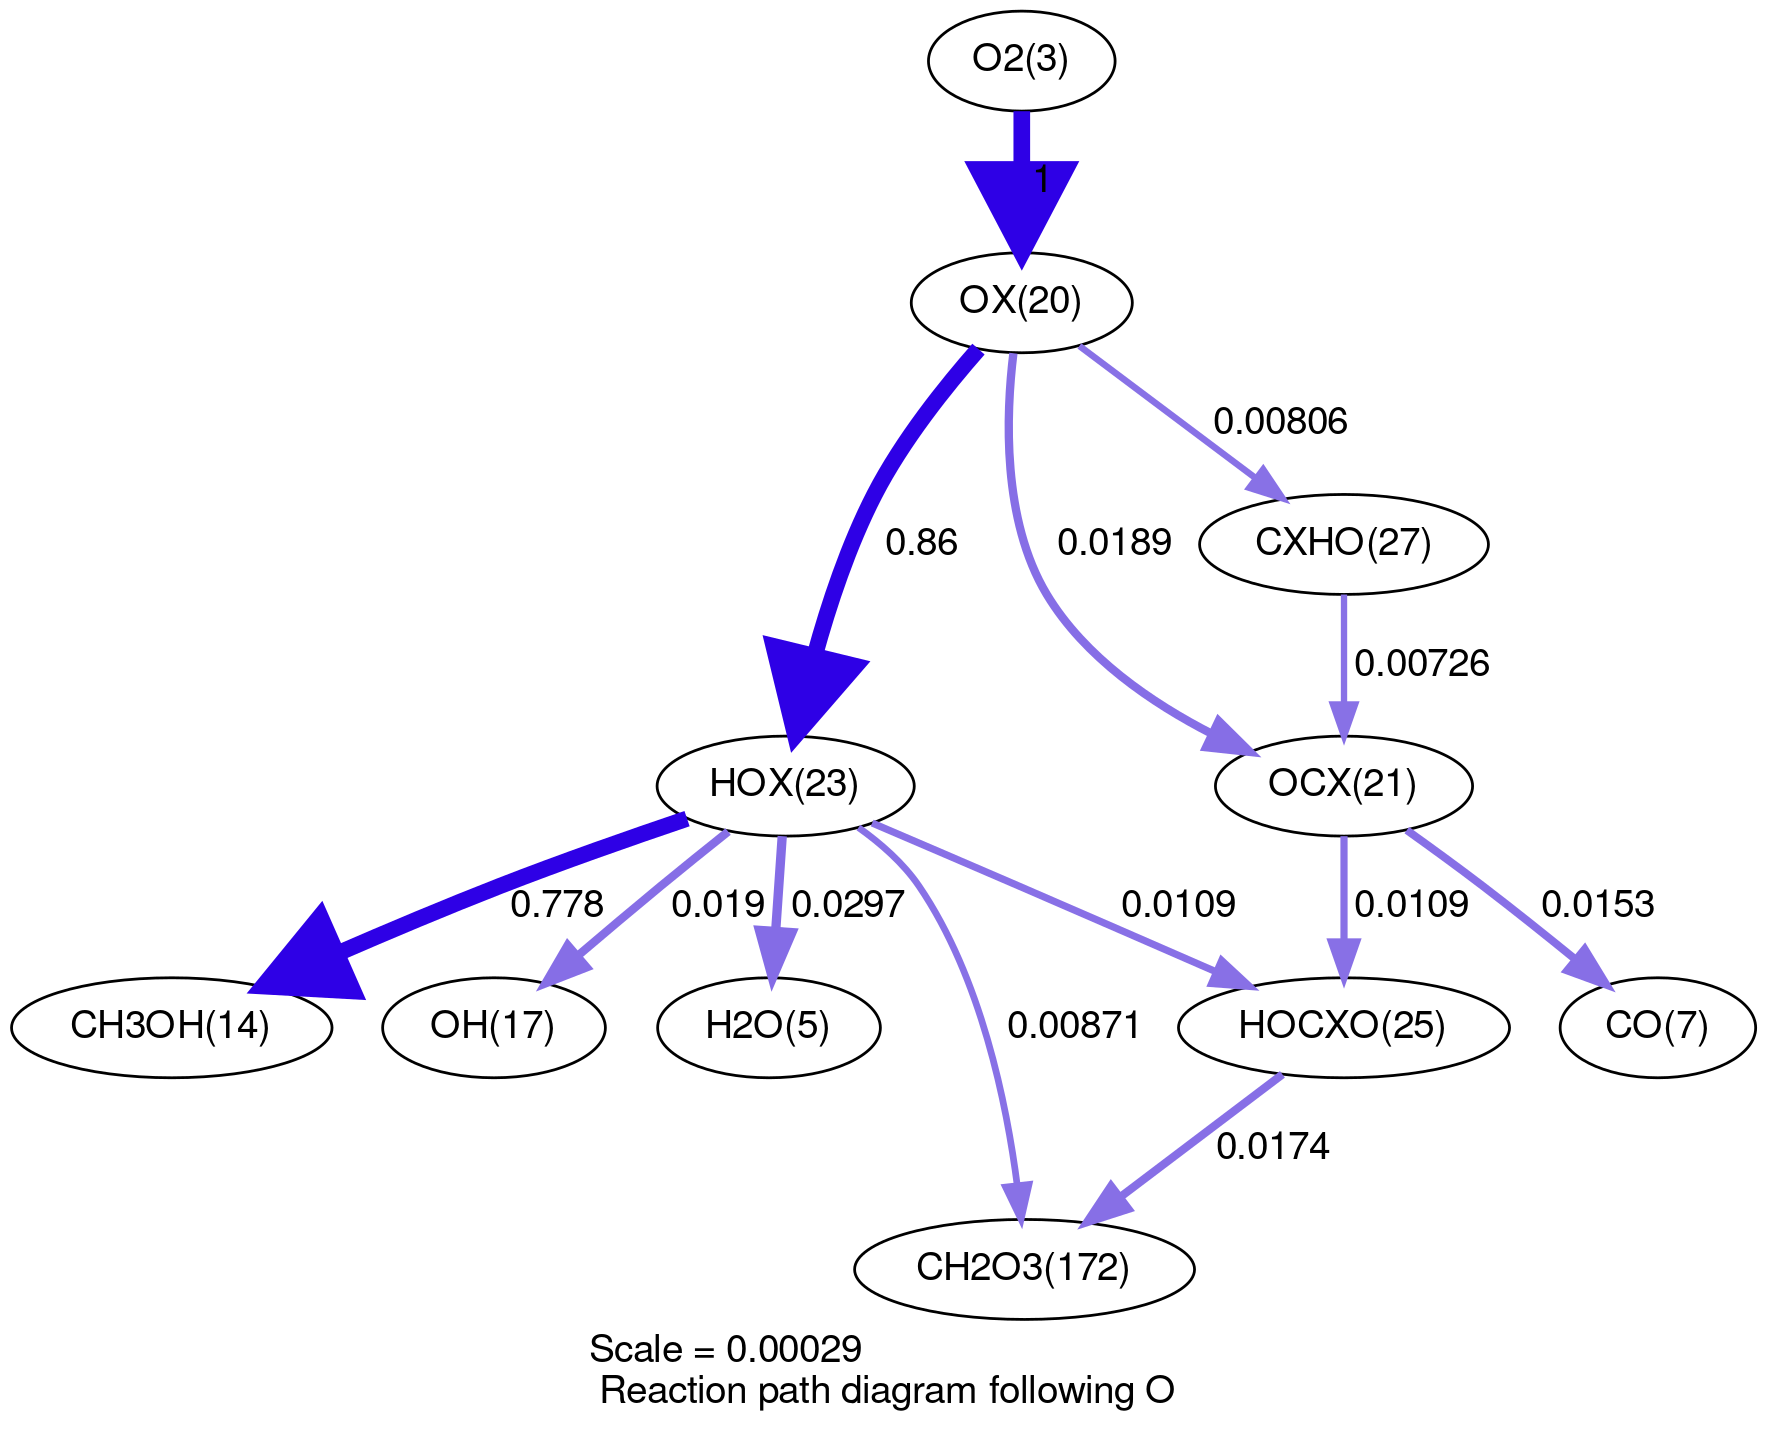 O2(3)
1
OX(20)
0.00806
0.86
0.0189
CXHO(27)
0.00726
HOX(23)
OCX(21)
0.778
0.019
0.0297
0.0109
0.0109
0.0153
CH3OH(14)
OH(17)
H2O(5)
0.00871
HOCXO(25)
CO(7)
0.0174
CH2O3(172)
Scale = 0.00029
Reaction path diagram following O